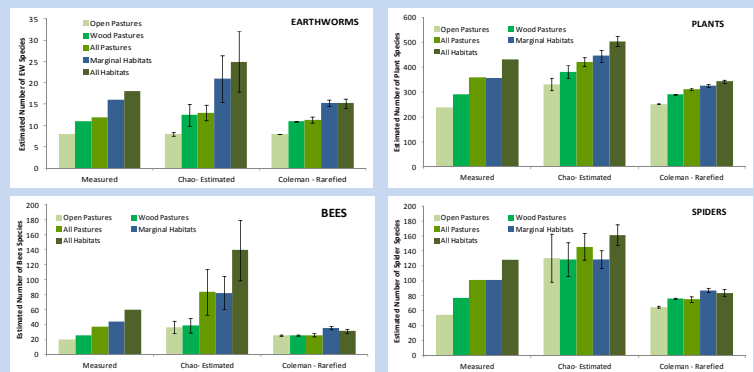 EARTHWORMS
Estimated Number of EW Species
35
30
25
20
15
10
5
0
Open Pastures
Wood Pastures
All Pastures
Marginal Habitats
All Habitats
Measured
Chao- Estimated
Coleman - Rarefied
PLANTS
Estimated Number of Plant Species
600
500
400
300
200
100
0
Open Pastures
Wood Pastures
All Pastures
Marginal Habitats
All Habitats
Measured
Chao- Estimated
Coleman - Rarefied
BEES
Estimated Number of Bees Species
200
180
160
140
120
100
80
60
40
20
0
Open Pastures
Wood Pastures
All Pastures
Marginal Habitats
All Habitats
Measured
Chao- Estimated
Coleman - Rarefied
SPIDERS
Estimated Number of Spider Species
200
180
160
140
120
100
80
60
40
20
0
Open Pastures
Wood Pastures
All Pastures
Marginal Habitats
All Habitats
Measured
Chao- Estimated
Coleman - Rarefied